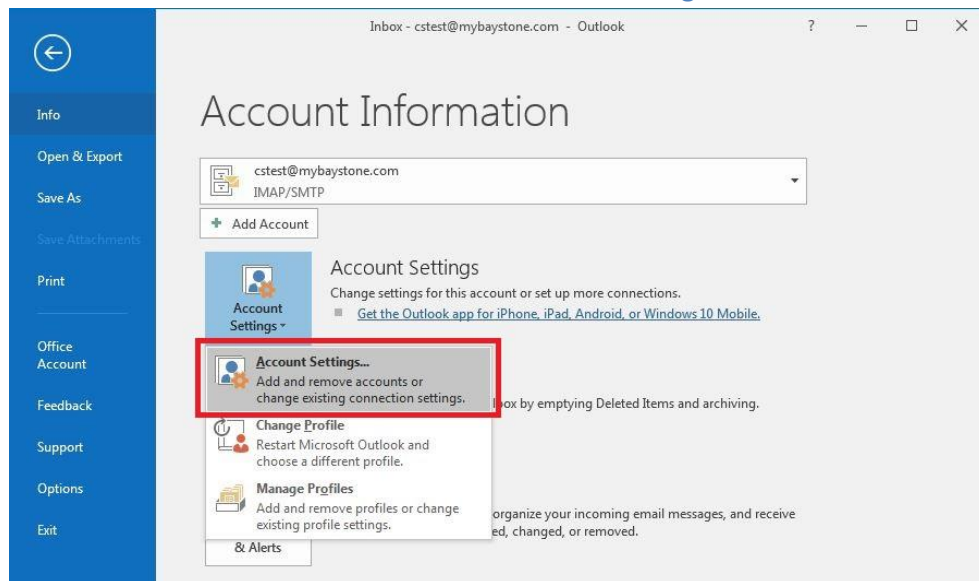 Inbox - cstest@mybaystone.com - Outlook
?
Info
Open & Export
Save As
Save Attachments
Print
Office
Account
Feedback
Support
Options
Exit
Account Information
cstest@mybaystone.com
IMAP/SMTP
+ Add Account
Account
Settings
Account Settings
Change settings for this account or set up more connections.
Get the Outlook app for iPhone, iPad, Android, or Windows 10 Mobile.
Account Settings...
Add and remove accounts or
change existing connection settings.
box by emptying Deleted Items and archiving.
Change Profile
Restart Microsoft Outlook and
choose a different profile.
Manage Profiles
Add and remove profiles or change
existing profile settings.
organize your incoming email messages, and receive
ed, changed, or removed.
& Alerts